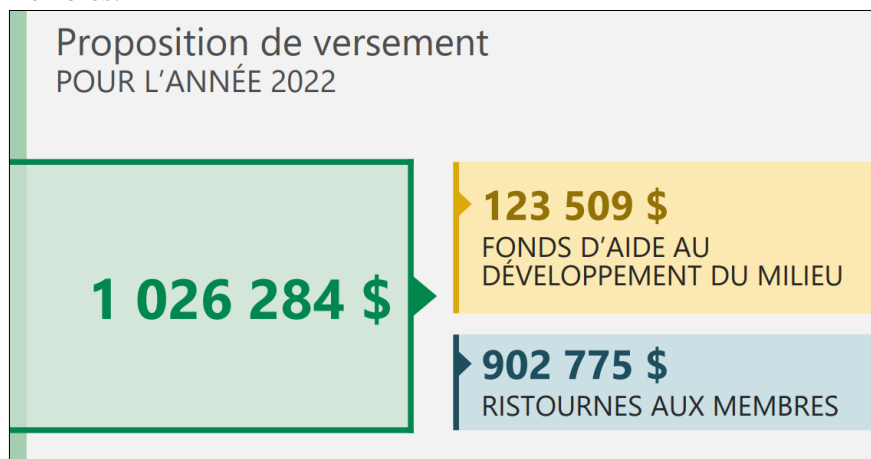 Proposition de versement
POUR L'ANNÉE 2022
1 026 284 $
123 509 $
FONDS D'AIDE AU
DÉVELOPPEMENT DU MILIEU
902 775 $
RISTOURNES AUX MEMBRES